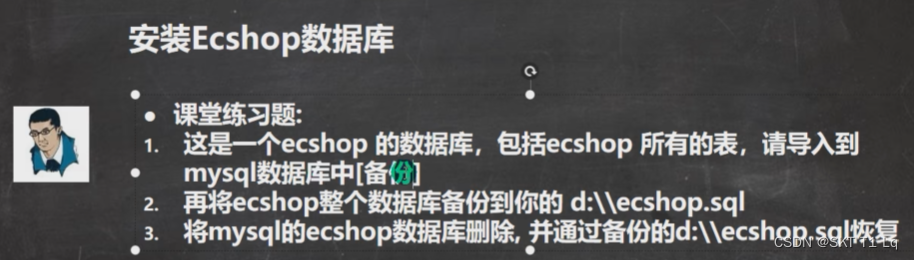 安装Ecshop数据库
• 课堂练习题:
1. 这是一个ecshop 的数据库，包括ecshop 所有的表，请导入到
mysql数据库中[备份]
2. 再将ecshop整个数据库备份到你的 d:\\ecshop.sql
3. 将mysql的ecshop数据库删除, 并通过备份的d:\\ecshop.sql恢复
CSDN @SKT T1 Lq